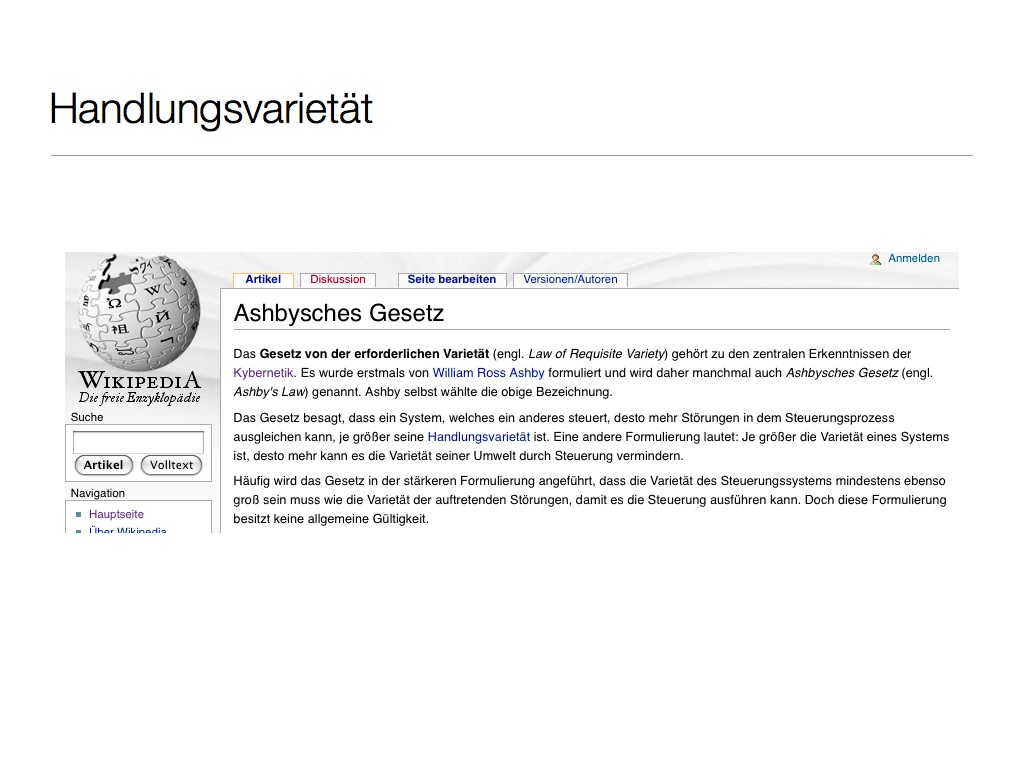 Handlungsvarietät
Anmelden
Artikel Diskussion Seite bearbeiten Versionen/Autoren
Ashbysches Gesetz
Das Gesetz von der erforderlichen Varietät (engl. Law of Requisite Variety) gehört zu den zentralen Erkenntnissen der
Kybernetik. Es wurde erstmals von William Ross Ashby formuliert und wird daher manchmal auch Ashbysches Gesetz (engl.
Ashby's Law) genannt. Ashby selbst wählte die obige Bezeichnung.
Das Gesetz besagt, dass ein System, welches ein anderes steuert, desto mehr Störungen in dem Steuerungsprozess
ausgleichen kann, je größer seine Handlungsvarietät ist. Eine andere Formulierung lautet: Je größer die Varietät eines Systems
ist, desto mehr kann es die Varietät seiner Umwelt durch Steuerung vermindern.
Häufig wird das Gesetz in der stärkeren Formulierung angeführt, dass die Varietät des Steuerungssystems mindestens ebenso
groß sein muss wie die Varietät der auftretenden Störungen, damit es die Steuerung ausführen kann. Doch diese Formulierung
besitzt keine allgemeine Gültigkeit.
Ω W И
祖
WIKIPEDIA
Die freie Enzyklopädie
Suche
Artikel Volltext
Navigation
Hauptseite
Über Wikipedia